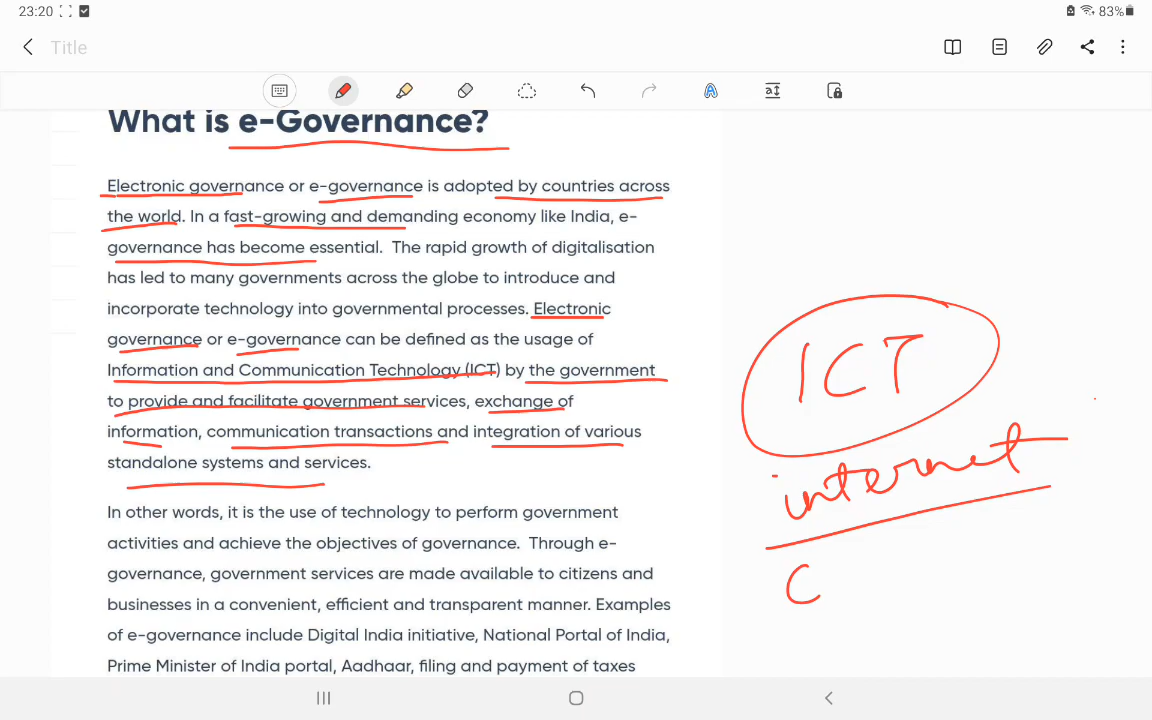 23:20
83%
Title
What is e-Governance?
Electronic governance or e-governance is adopted by countries across
the world. In a fast-growing and demanding economy like India, e-
governance has become essential. The rapid growth of digitalisation
has led to many governments across the globe to introduce and
incorporate technology into governmental processes. Electronic
governance or e-governance can be defined as the usage of
Information and Communication Technology (ICT) by the government
to provide and facilitate government services, exchange of
information, communication transactions and integration of various
standalone systems and services.
In other words, it is the use of technology to perform government
activities and achieve the objectives of governance. Through e-
governance, government services are made available to citizens and
businesses in a convenient, efficient and transparent manner. Examples
of e-governance include Digital India initiative, National Portal of India,
Prime Minister of India portal, Aadhaar, filing and payment of taxes
ICT
internet
C